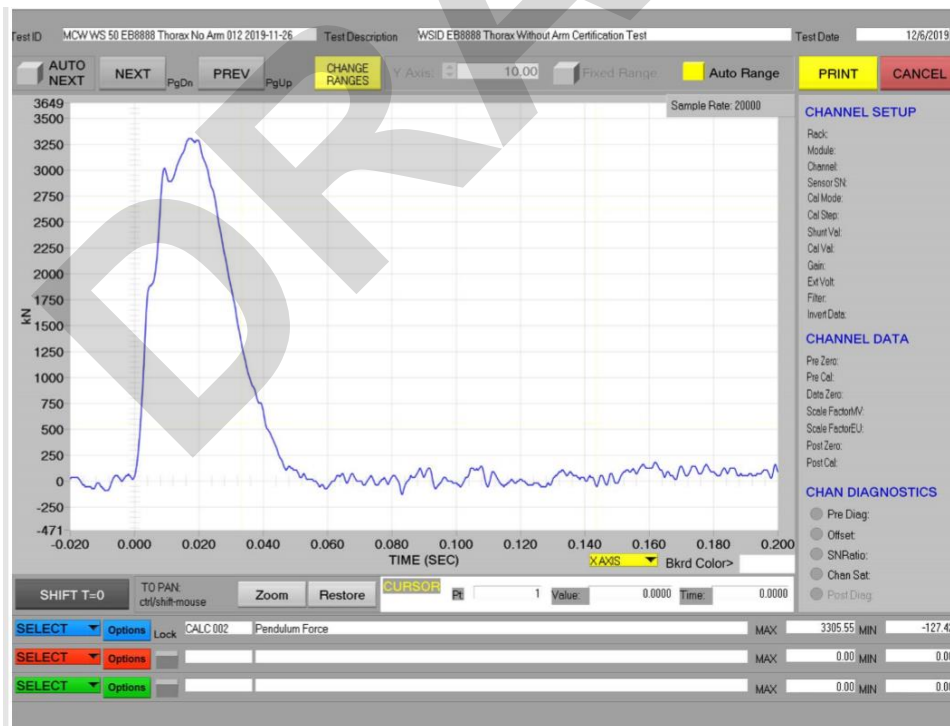 Test ID MCW WS 50 EB8888 Thorax No Arm 012 2019-11-26 Test Description WSID EB8888 Thorax Without Arm Certification Test Test Date 12/6/2019
AUTO NEXT NEXT PgDn PREV PgUp CHANGE RANGES Y Axis: 10.00 Fixed Range Auto Range PRINT CANCEL
Sample Rate: 20000
3649
3500
3250
3000
2750
2500
2250
2000
1750
1500
1250
1000
750
500
250
0
-250
-471
kN
-0.020 0.000 0.020 0.040 0.060 0.080 0.100 0.120 0.140 0.160 0.180 0.200
TIME (SEC)
X AXIS Bkrd Color>
CHANNEL SETUP
Rack:
Module:
Channel:
Sensor SN:
Cal Mode:
Cal Step:
Shunt Val:
Cal Val:
Gain:
Ext Volt:
Filter:
Invert Data:
CHANNEL DATA
Pre Zero:
Pre Cal:
Data Zero:
Scale FactorMV:
Scale FactorEU:
Post Zero:
Post Cal:
CHAN DIAGNOSTICS
Pre Diag:
Offset:
SNRatio:
Chan Sat:
Post Diag:
SHIFT T=0 TO PAN: ctrl/shift-mouse Zoom Restore CURSOR Pt 1 Value: 0.0000 Time: 0.0000
SELECT Options Lock CALC 002 Pendulum Force MAX 3305.55 MIN -127.42
SELECT Options MAX 0.00 MIN 0.00
SELECT Options MAX 0.00 MIN 0.00
DRA